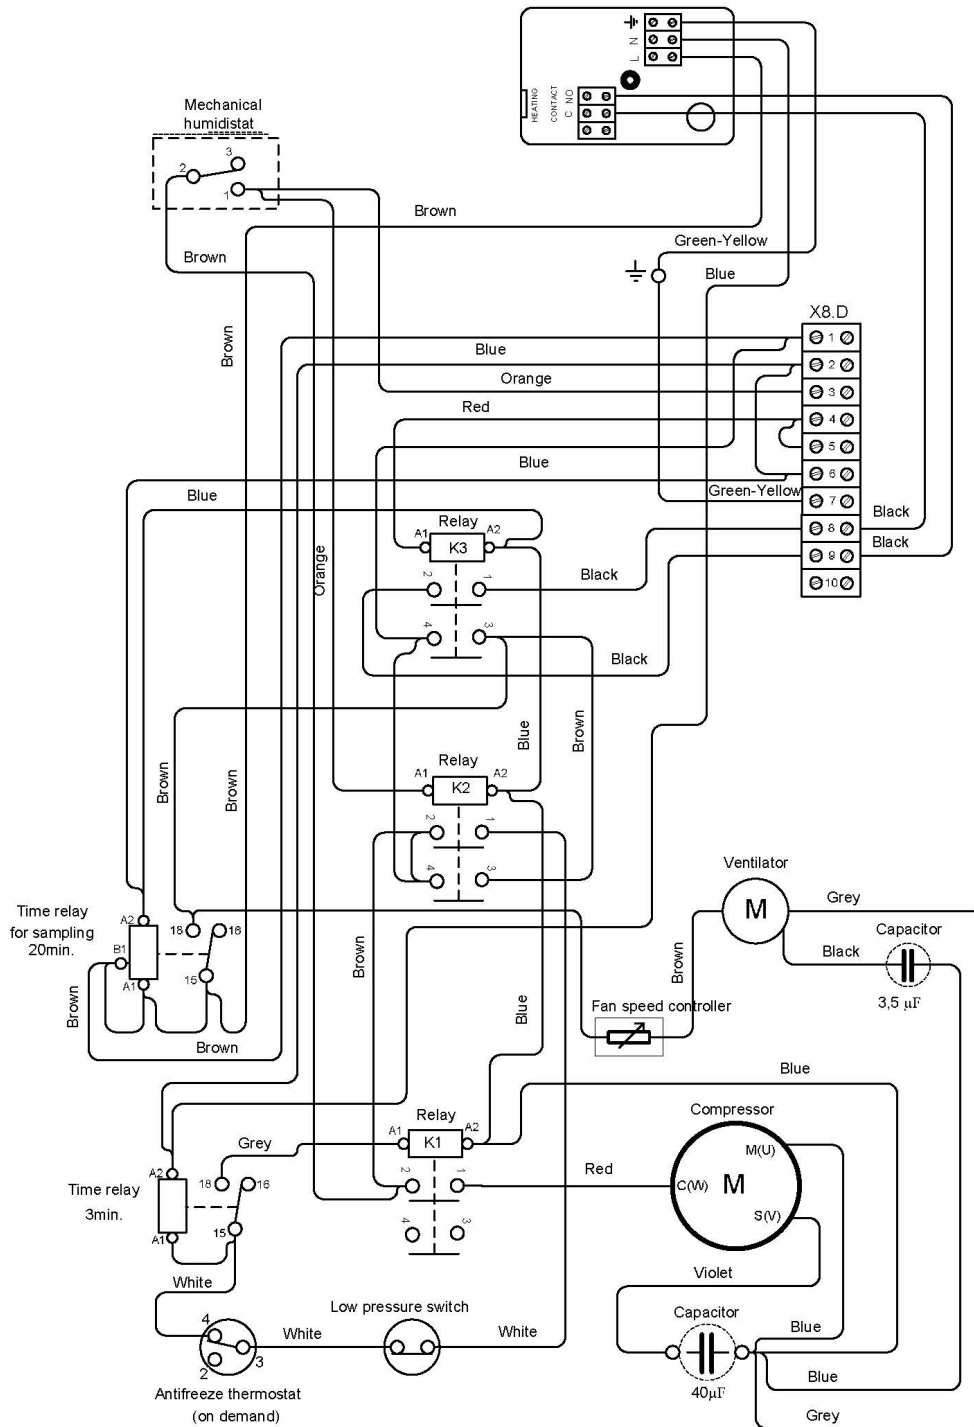 N
L
HEATING
CONTACT
NO
C
Mechanical
humidistat
3
2
1
Brown
Green-Yellow
Brown
Blue
X8.D
Brown
1
Blue
2
Orange
3
Red
4
5
Blue
6
Blue
Green-Yellow
7
Black
8
Black
9
10
Relay
A1
K3
A2
Orange
2
1
Black
4
3
Black
Blue
Brown
Relay
A1
K2
A2
Brown
Brown
2
1
4
3
Ventilator
M
Grey
Time relay
for sampling
20min.
A2
B1
A1
18
16
15
Brown
Capacitor
Black
3,5 µF
Brown
Brown
Brown
Blue
Fan speed controller
Blue
Relay
A1
K1
A2
Grey
Compressor
M(U)
2
1
Red
C(W)
M
S(V)
4
3
Time relay
3min.
A2
A1
18
16
15
White
Violet
Low pressure switch
Capacitor
4
White
White
Blue
3
2
Blue
Antifreeze thermostat
(on demand)
40µF
Grey